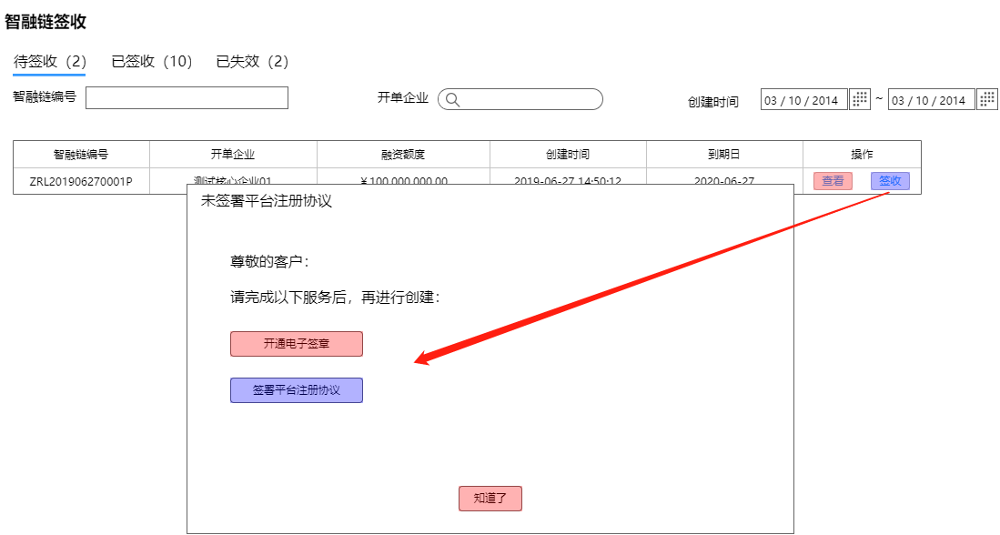 智融链签收
待签收（2） 已签收（10） 已失效（2）
智融链编号 开单企业 创建时间 03 / 10 / 2014 ~ 03 / 10 / 2014
智融链编号 开单企业 融资额度 创建时间 到期日 操作
ZRL201906270001P 测试核心企业01 ￥100,000,000.00 2019-06-27 14:50:12 2020-06-27 查看 签收
未签署平台注册协议
尊敬的客户：
请完成以下服务后，再进行创建：
开通电子签章
签署平台注册协议
知道了